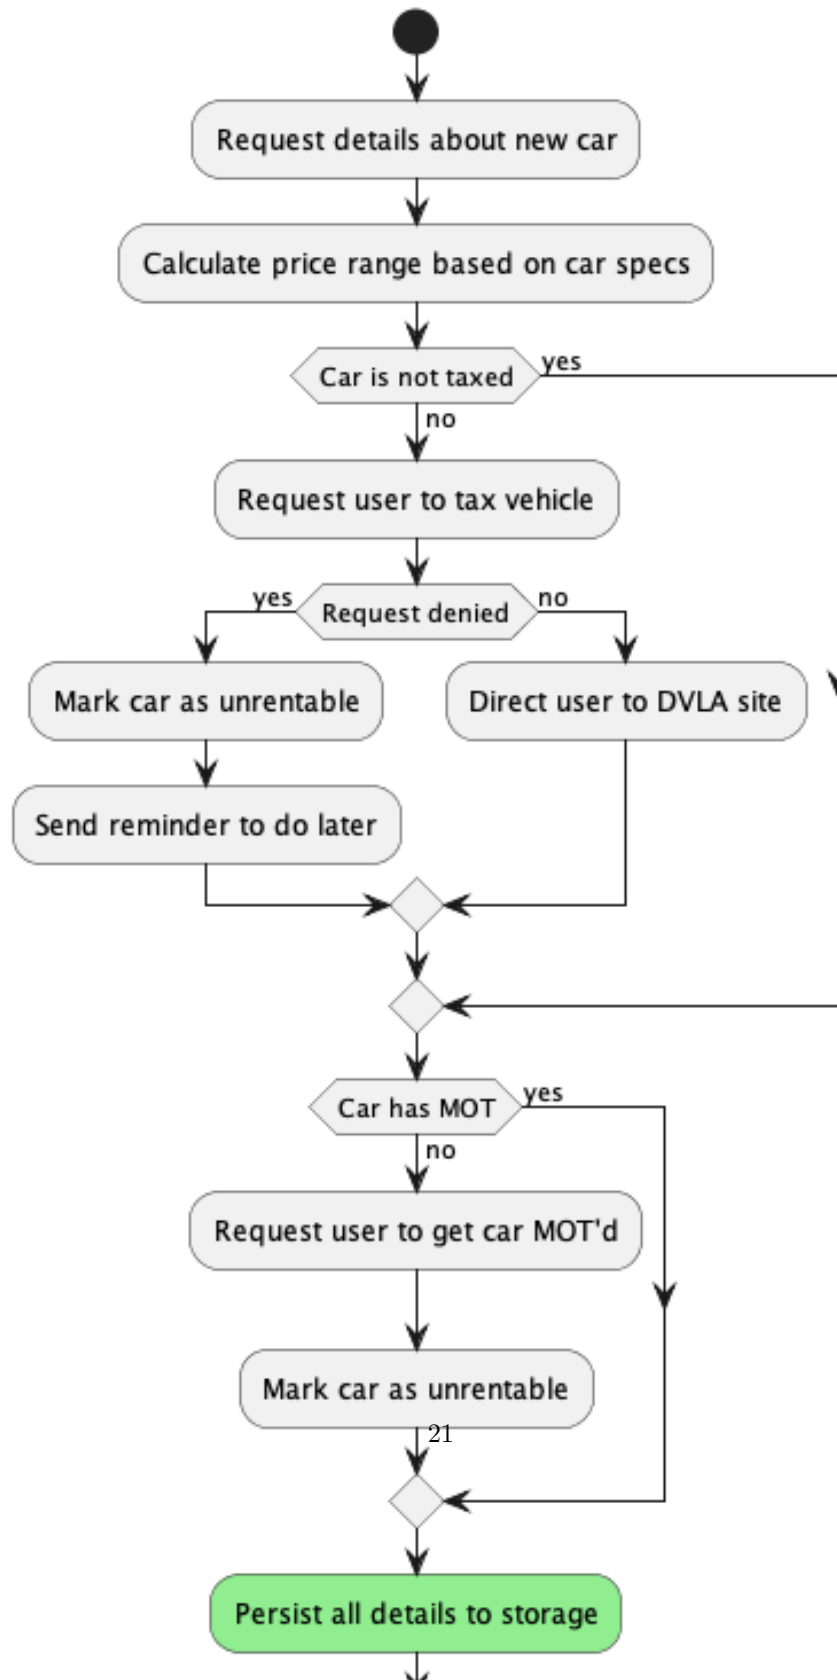 Request details about new car
Calculate price range based on car specs
Car is not taxed
yes
no
Request user to tax vehicle
yes
Request denied
no
Mark car as unrentable
Direct user to DVLA site
Send reminder to do later
Car has MOT
yes
no
Request user to get car MOT'd
Mark car as unrentable
21
Persist all details to storage